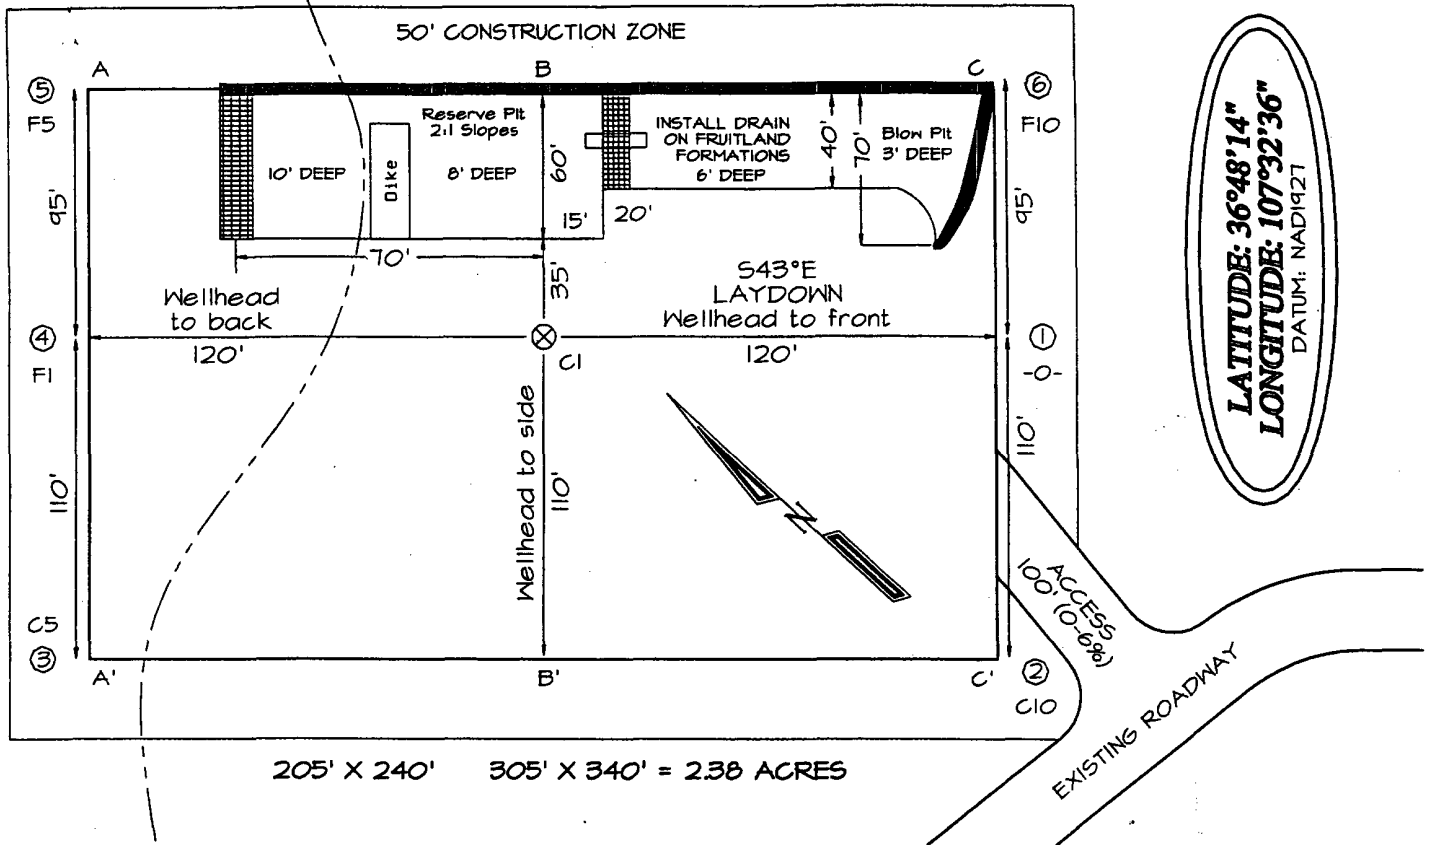 50' CONSTRUCTION ZONE
A
B
C
5
F5
6
F10
Reserve Pit
2:1 Slopes
10' DEEP
Dike
8' DEEP
60'
15'
INSTALL DRAIN
ON FRUITLAND
FORMATIONS
6' DEEP
20'
40'
70'
Blow Pit
3' DEEP
95'
95'
70'
35'
S43°E
LAYDOWN
Wellhead to front
Wellhead
to back
4
F1
120'
C1
120'
1
-0-
Wellhead to side
110'
110'
110'
N
C5
3
A'
B'
C'
2
C10
ACCESS
100' (0-6%)
EXISTING ROADWAY
205' X 240' 305' X 340' = 2.38 ACRES
LATITUDE: 36°48'14"
LONGITUDE: 107°32'36"
DATUM: NAD1927